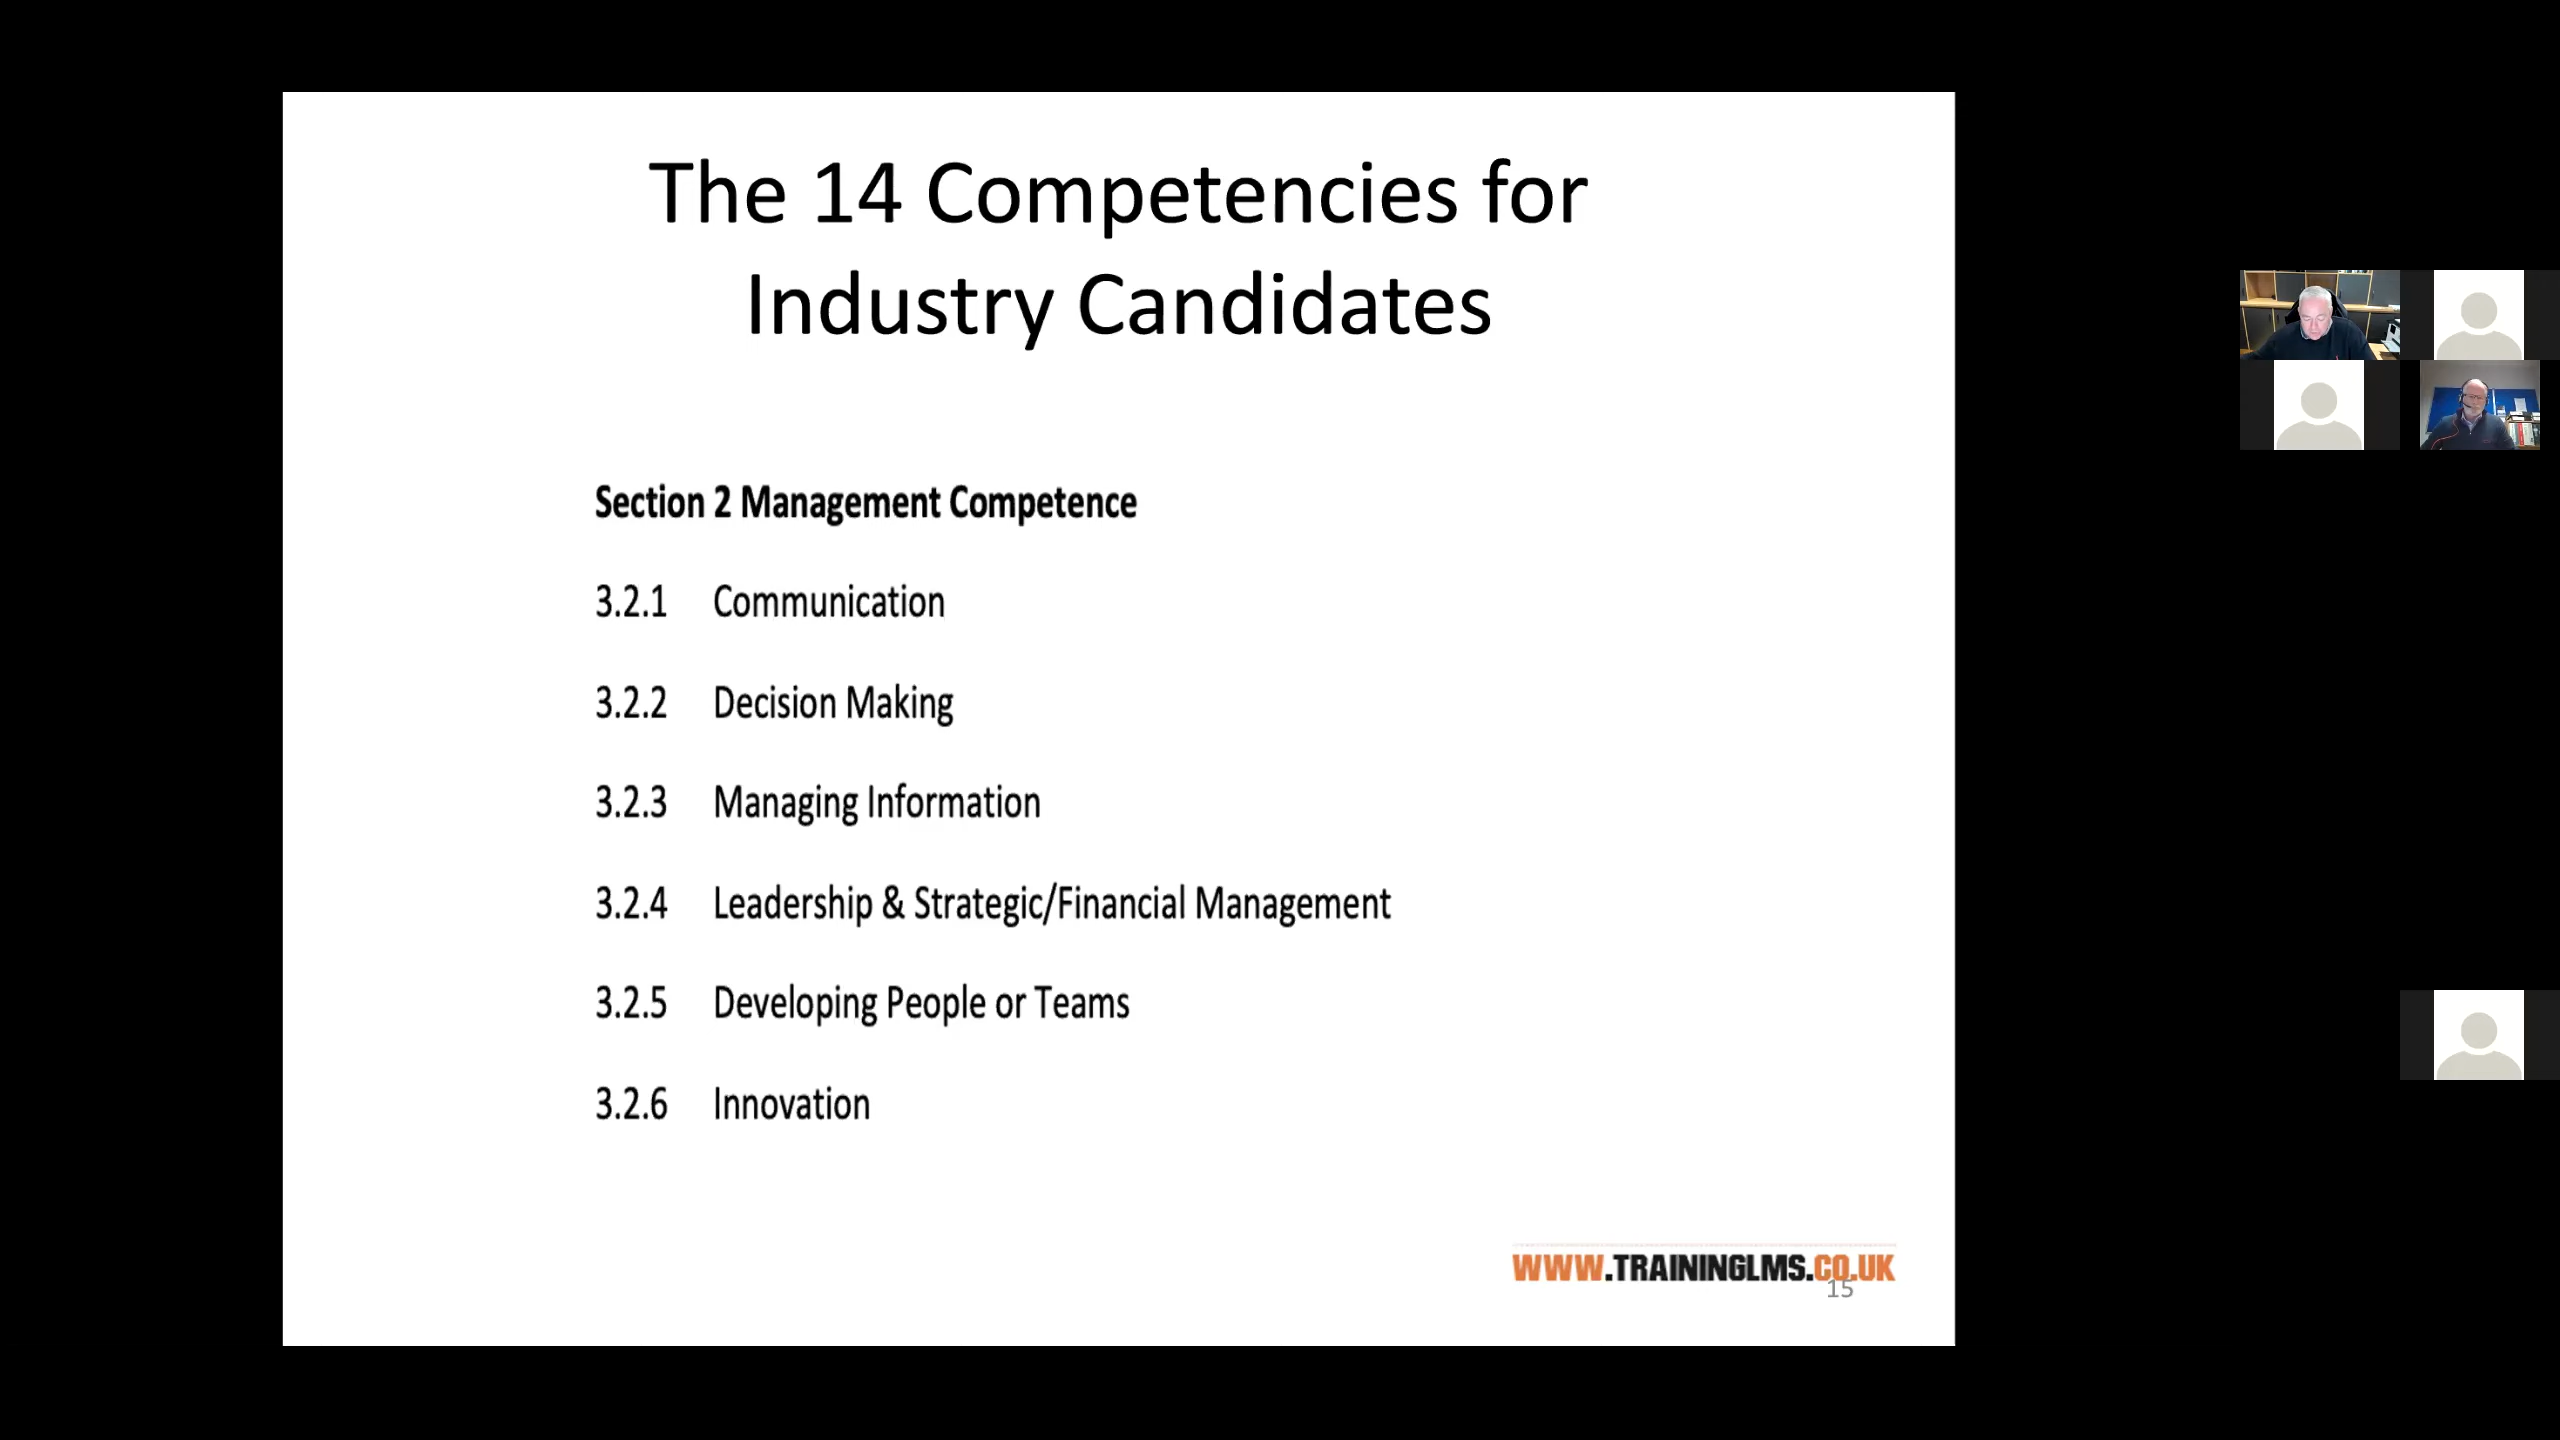 The 14 Competencies for
Industry Candidates
Section 2 Management Competence
3.2.1 Communication
3.2.2 Decision Making
3.2.3 Managing Information
3.2.4 Leadership & Strategic/Financial Management
3.2.5 Developing People or Teams
3.2.6 Innovation
WWW.TRAININGLMS.CO.UK
15